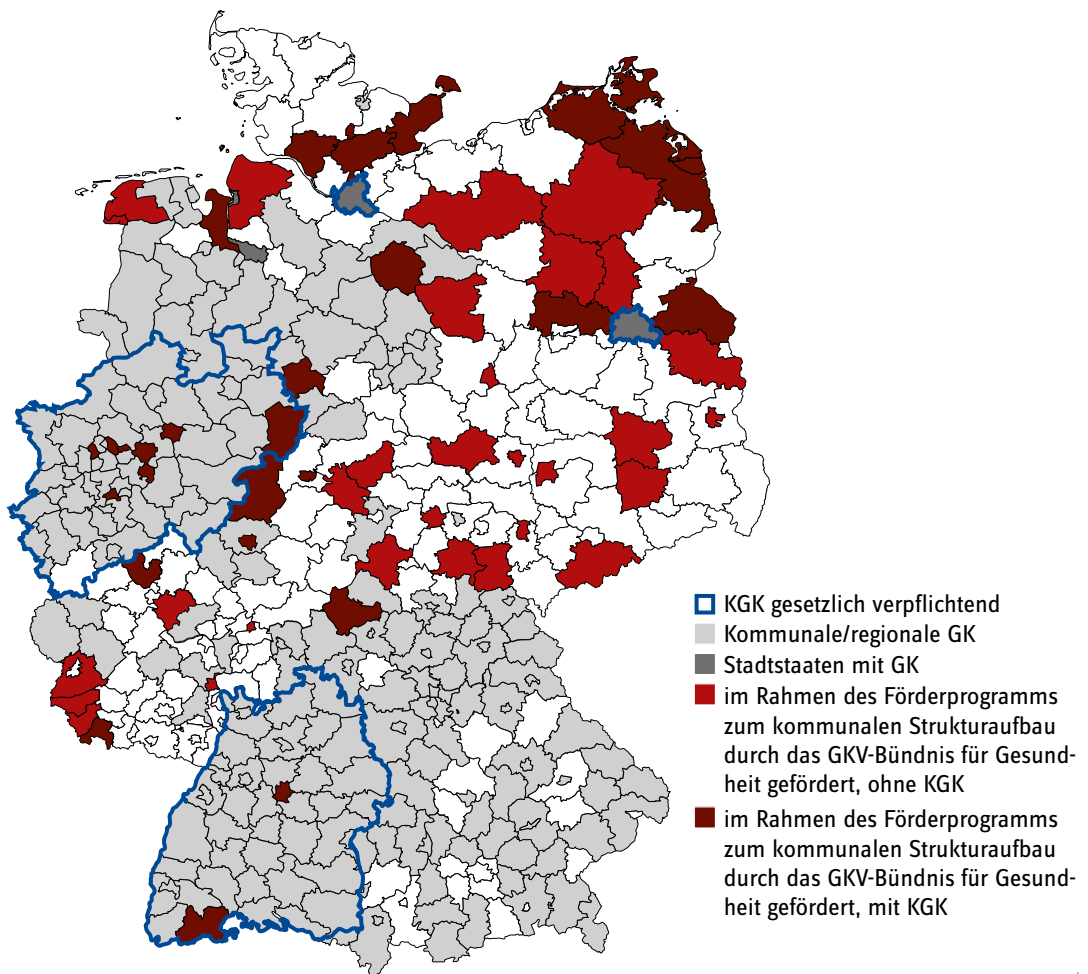 KGK gesetzlich verpflichtend
Kommunale/regionale GK
Stadtstaaten mit GK
im Rahmen des Förderprogramms
zum kommunalen Strukturaufbau
durch das GKV-Bündnis für Gesund-
heit gefördert, ohne KGK
im Rahmen des Förderprogramms
zum kommunalen Strukturaufbau
durch das GKV-Bündnis für Gesund-
heit gefördert, mit KGK